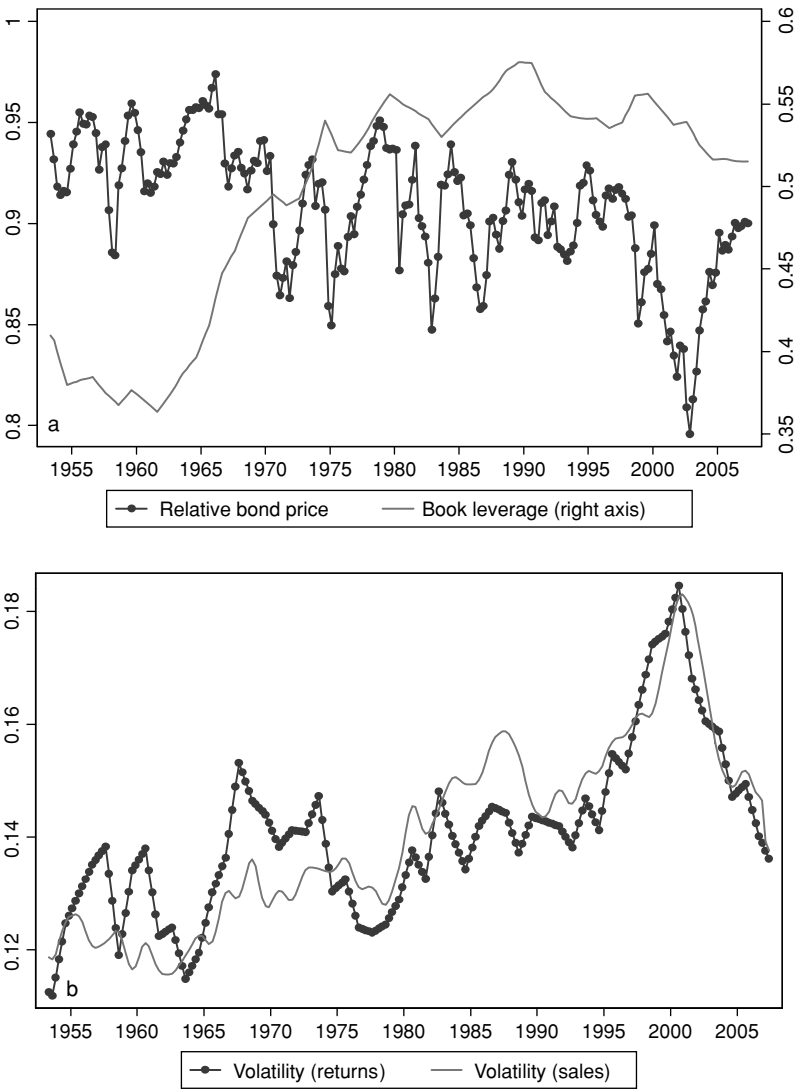 1
0.95
0.9
0.85
0.8
0.6
0.55
0.5
0.45
0.4
0.35
a
1955 1960 1965 1970 1975 1980 1985 1990 1995 2000 2005
Relative bond price Book leverage (right axis)
0.18
0.16
0.14
0.12
b
1955 1960 1965 1970 1975 1980 1985 1990 1995 2000 2005
Volatility (returns) Volatility (sales)